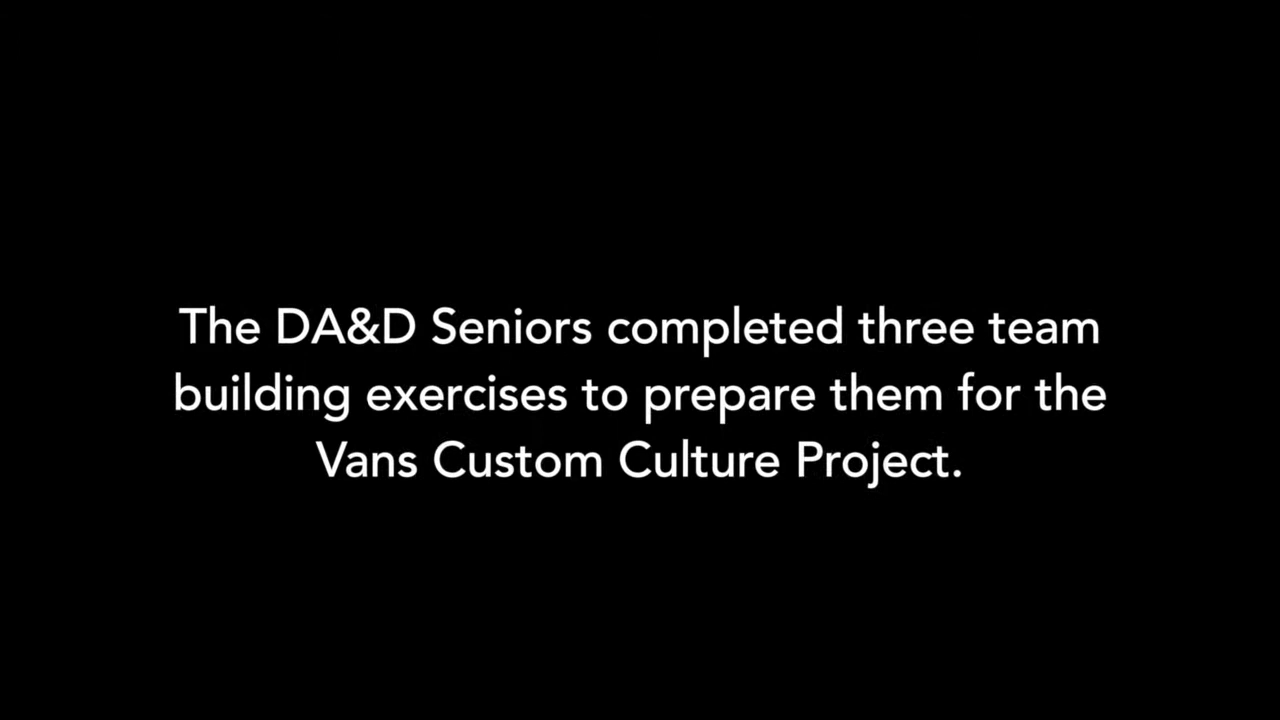 The DA&D Seniors completed three team
building exercises to prepare them for the
Vans Custom Culture Project.